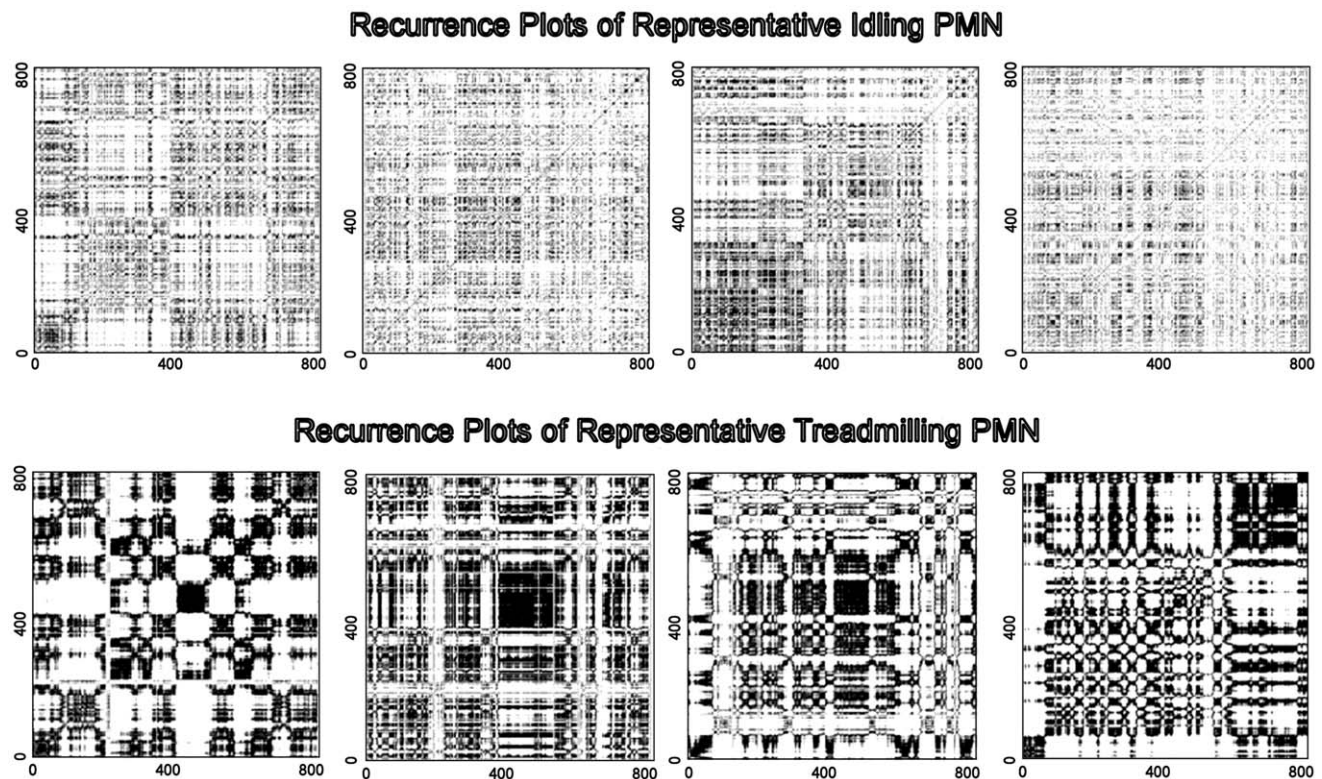 Recurrence Plots of Representative Idling PMN
800 800 800 800
400 400 400 400
0 0 0 0
0 400 800 0 400 800 0 400 800 0 400 800
Recurrence Plots of Representative Treadmilling PMN
800 800 800 800
400 400 400 400
0 0 0 0
0 400 800 0 400 800 0 400 800 0 400 800